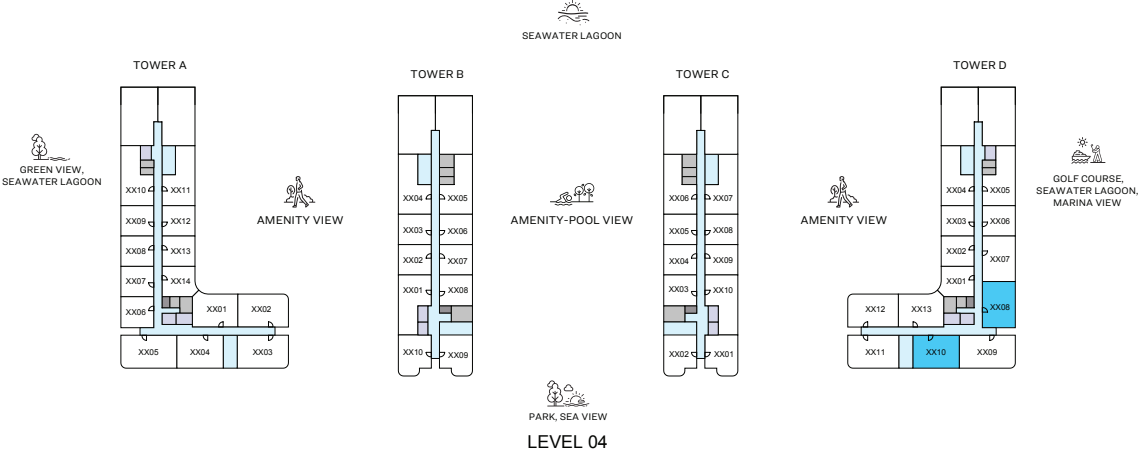 SEAWATER LAGOON
TOWER A
TOWER B
TOWER C
TOWER D
GREEN VIEW,
SEAWATER LAGOON
AMENITY VIEW
AMENITY-POOL VIEW
AMENITY VIEW
GOLF COURSE,
SEAWATER LAGOON,
MARINA VIEW
XX10 XX11
XX09 XX12
XX08 XX13
XX07 XX14
XX06 XX01 XX02
XX05 XX04 XX03
XX04 XX05
XX03 XX06
XX02 XX07
XX01 XX08
XX10 XX09
XX06 XX07
XX05 XX08
XX04 XX09
XX03 XX10
XX02 XX01
XX04 XX05
XX03 XX06
XX02 XX07
XX01
XX12 XX13 XX08
XX11 XX10 XX09
PARK, SEA VIEW
LEVEL 04